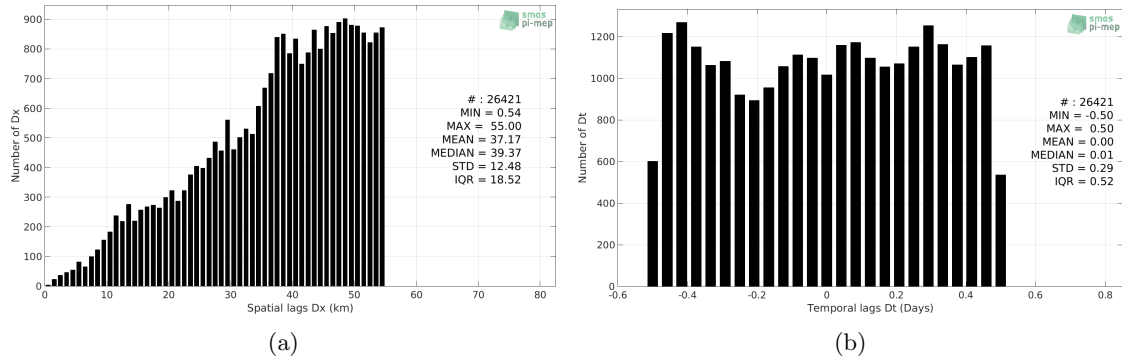 900
800
700
600
500
400
300
200
100
0
0
10
20
30
40
50
60
70
80
Number of Dx
Spatial lags Dx (km)
smos
pi-mep
# : 26421
MIN = 0.54
MAX = 55.00
MEAN = 37.17
MEDIAN = 39.37
STD = 12.48
IQR = 18.52
(a)
1200
1000
800
600
400
200
0
-0.6
-0.4
-0.2
0
0.2
0.4
0.6
0.8
Number of Dt
Temporal lags Dt (Days)
smos
pi-mep
# : 26421
MIN = -0.50
MAX = 0.50
MEAN = 0.00
MEDIAN = 0.01
STD = 0.29
IQR = 0.52
(b)